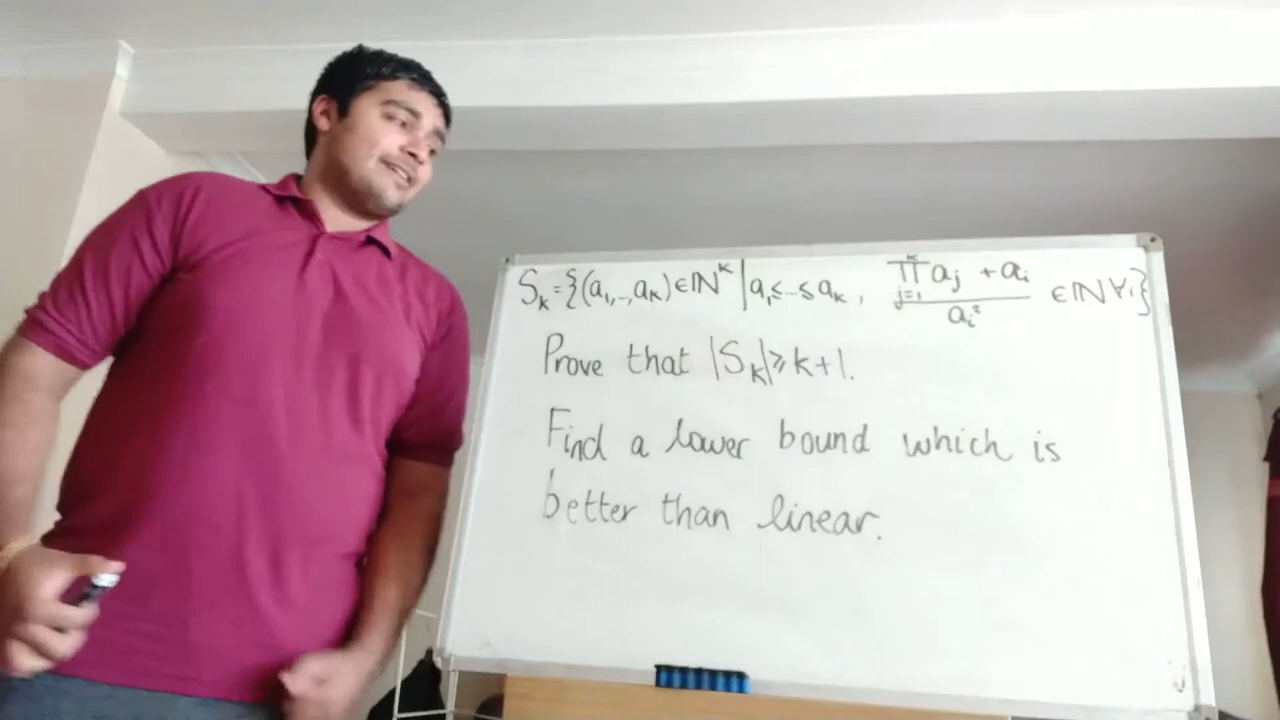 S_k = {(a_1, -, a_k) ∈ ℕ^k | a_1 ≤ -- ≤ a_k, (∏_{j=1}^{k} a_j + a_i) / a_i^2 ∈ ℕ ∀i}
Prove that |S_k| ≥ k+1.
Find a lower bound which is
better than linear.